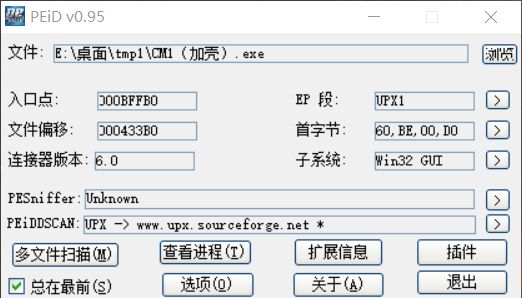 PEiD v0.95
文件: E:\桌面\tmp1\CM1（加壳）.exe 浏览
入口点: 000BFFB0 EP 段: UPX1 >
文件偏移: 000433B0 首字节: 60,BE,00,D0 >
连接器版本: 6.0 子系统: Win32 GUI >
PESniffer: Unknown >
PEiDDSCAN: UPX -> www.upx.sourceforge.net * >
多文件扫描(M) 查看进程(T) 扩展信息 插件
总在最前(S) 选项(O) 关于(A) 退出